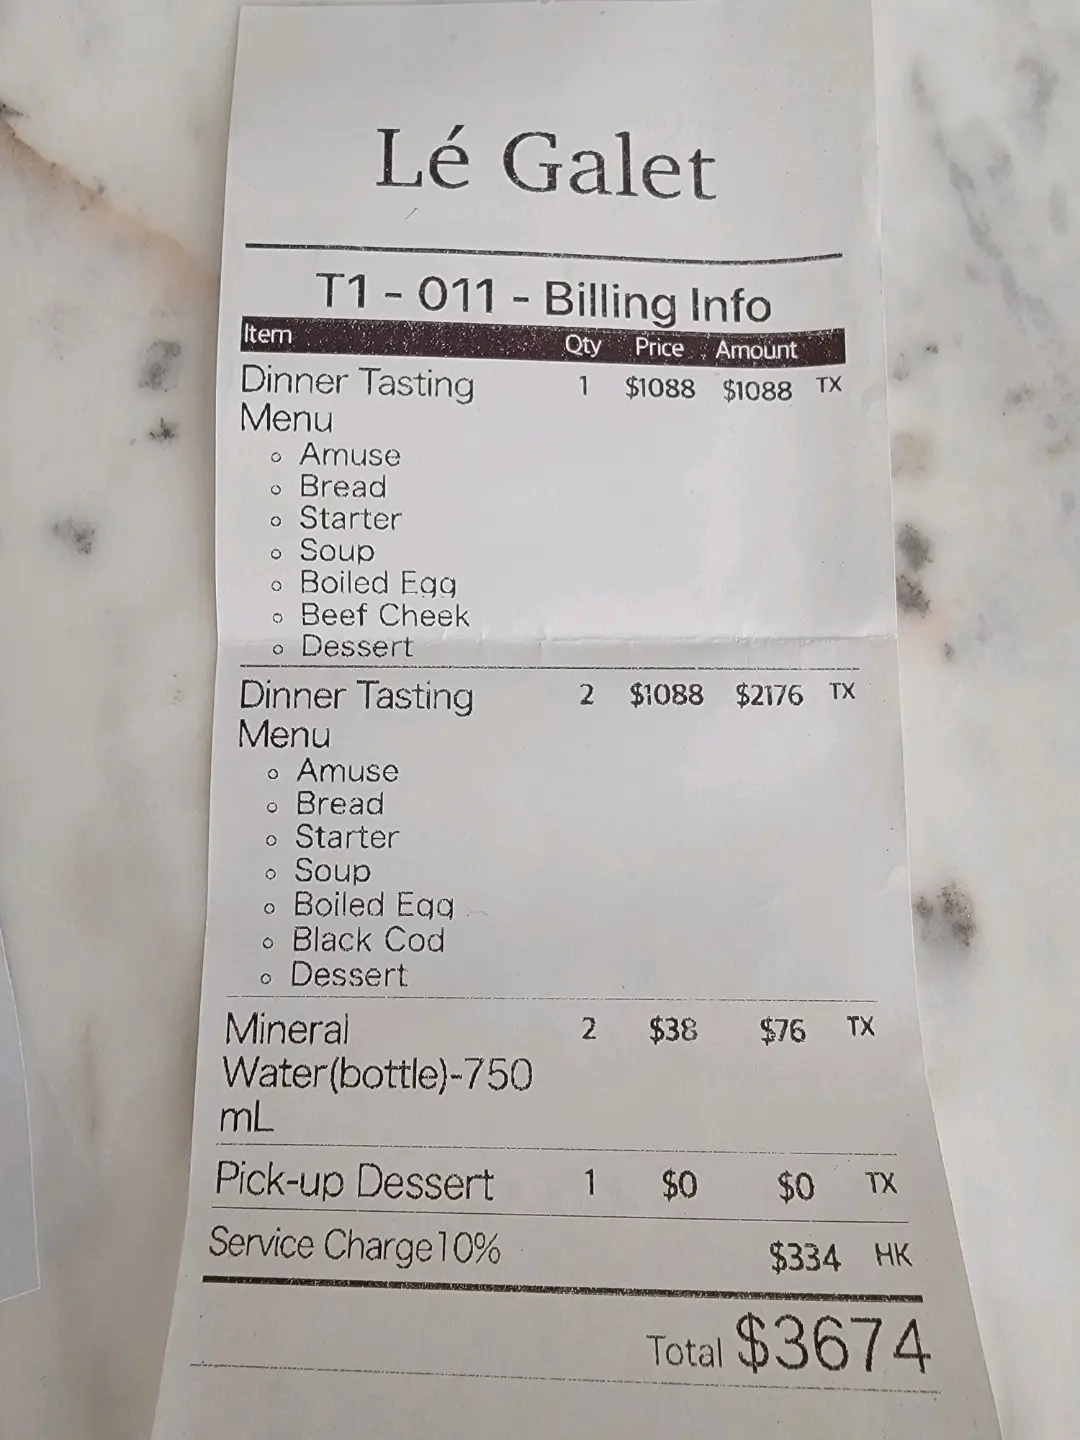 Lé Galet
T1 - 011 - Billing Info
Item Qty Price Amount
Dinner Tasting 1 $1088 $1088 TX
Menu
Amuse
Bread
Starter
Soup
Boiled Egg
Beef Cheek
Dessert
Dinner Tasting 2 $1088 $2176 TX
Menu
Amuse
Bread
Starter
Soup
Boiled Egg
Black Cod
Dessert
Mineral 2 $38 $76 TX
Water(bottle)-750
mL
Pick-up Dessert 1 $0 $0 TX
Service Charge10% $334 HK
Total $3674